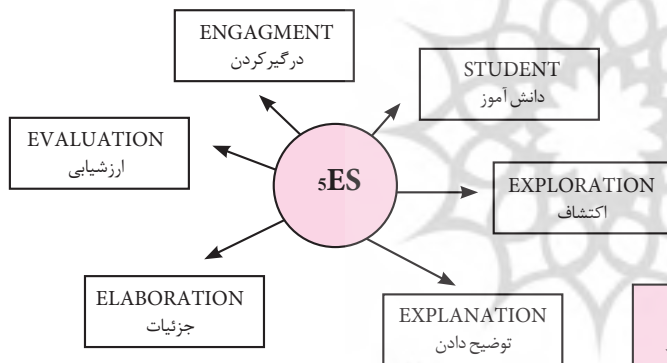 ENGAGMENT
درگیرکردن
STUDENT
دانش‌آموز
EVALUATION
ارزشیابی
5ES
EXPLORATION
اکتشاف
ELABORATION
جزئیات
EXPLANATION
توضیح دادن